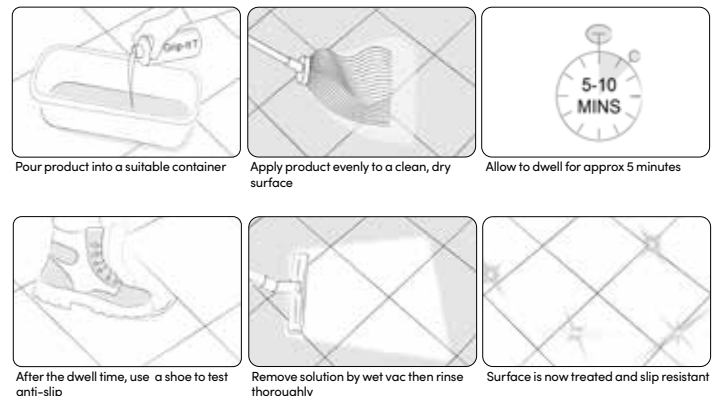 Grip-It T
Pour product into a suitable container
Apply product evenly to a clean, dry
surface
5-10
MINS
Allow to dwell for approx 5 minutes
After the dwell time, use a shoe to test
anti-slip
Remove solution by wet vac then rinse
thoroughly
Surface is now treated and slip resistant